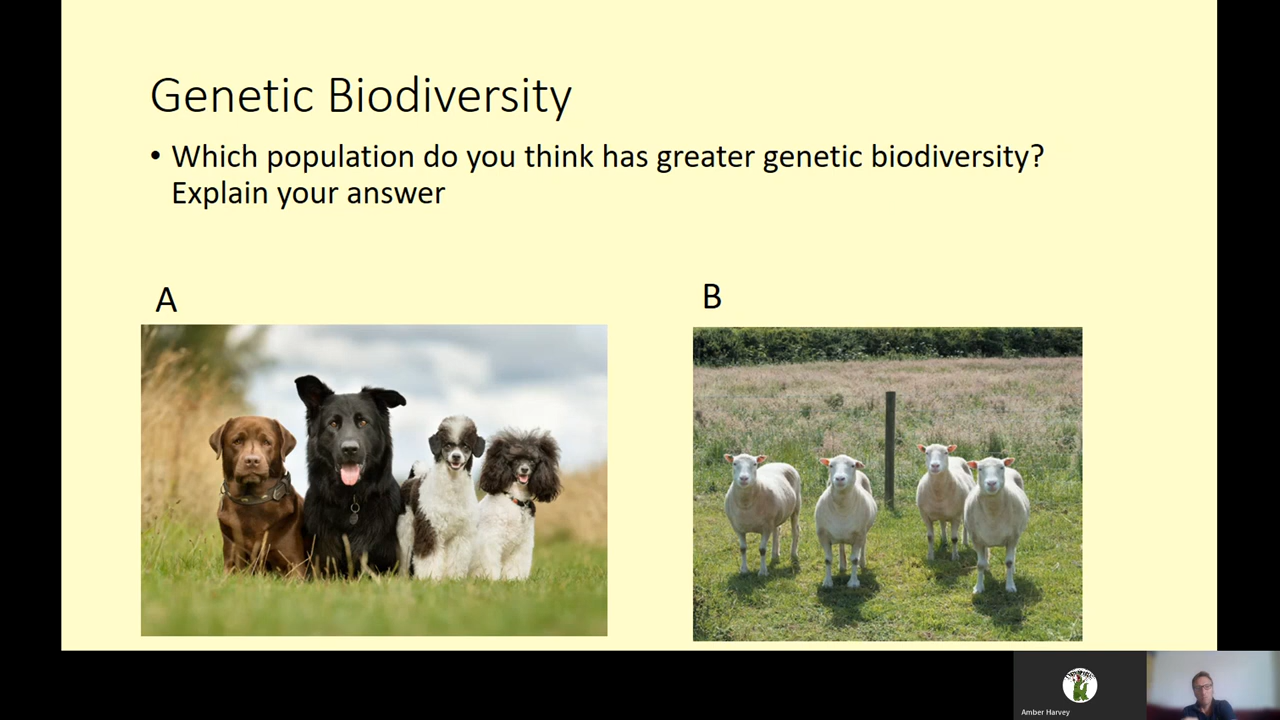 Genetic Biodiversity
• Which population do you think has greater genetic biodiversity?
Explain your answer
A
B
Amber Harvey